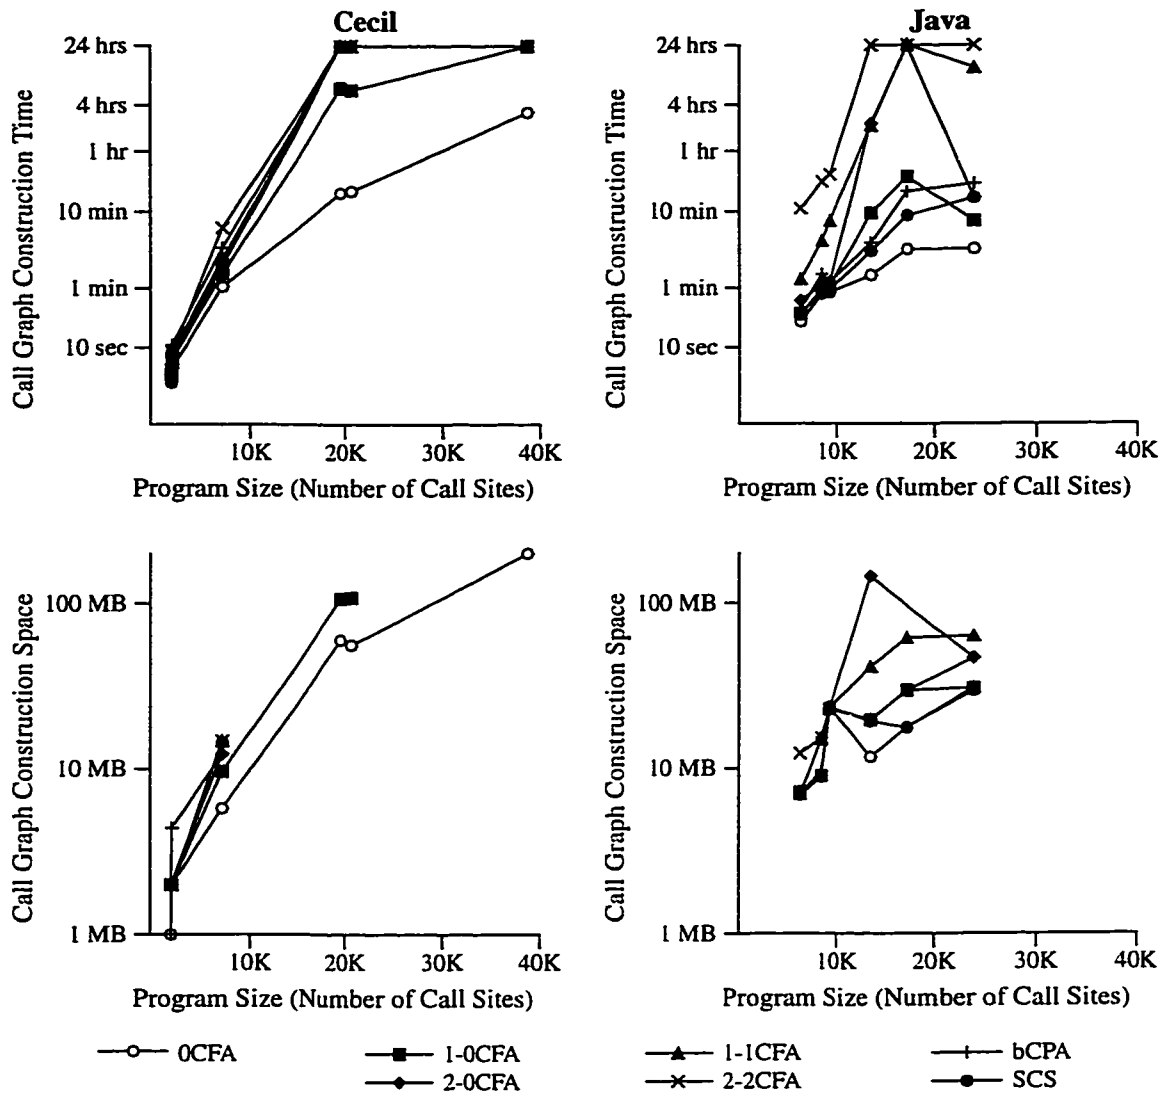 Cecil
Java
Call Graph Construction Time
24 hrs
4 hrs
1 hr
10 min
1 min
10 sec
10K 20K 30K 40K
Program Size (Number of Call Sites)
Call Graph Construction Time
24 hrs
4 hrs
1 hr
10 min
1 min
10 sec
10K 20K 30K 40K
Program Size (Number of Call Sites)
Call Graph Construction Space
100 MB
10 MB
1 MB
10K 20K 30K 40K
Program Size (Number of Call Sites)
Call Graph Construction Space
100 MB
10 MB
1 MB
10K 20K 30K 40K
Program Size (Number of Call Sites)
0CFA
1-0CFA
2-0CFA
1-1CFA
2-2CFA
bCPA
SCS